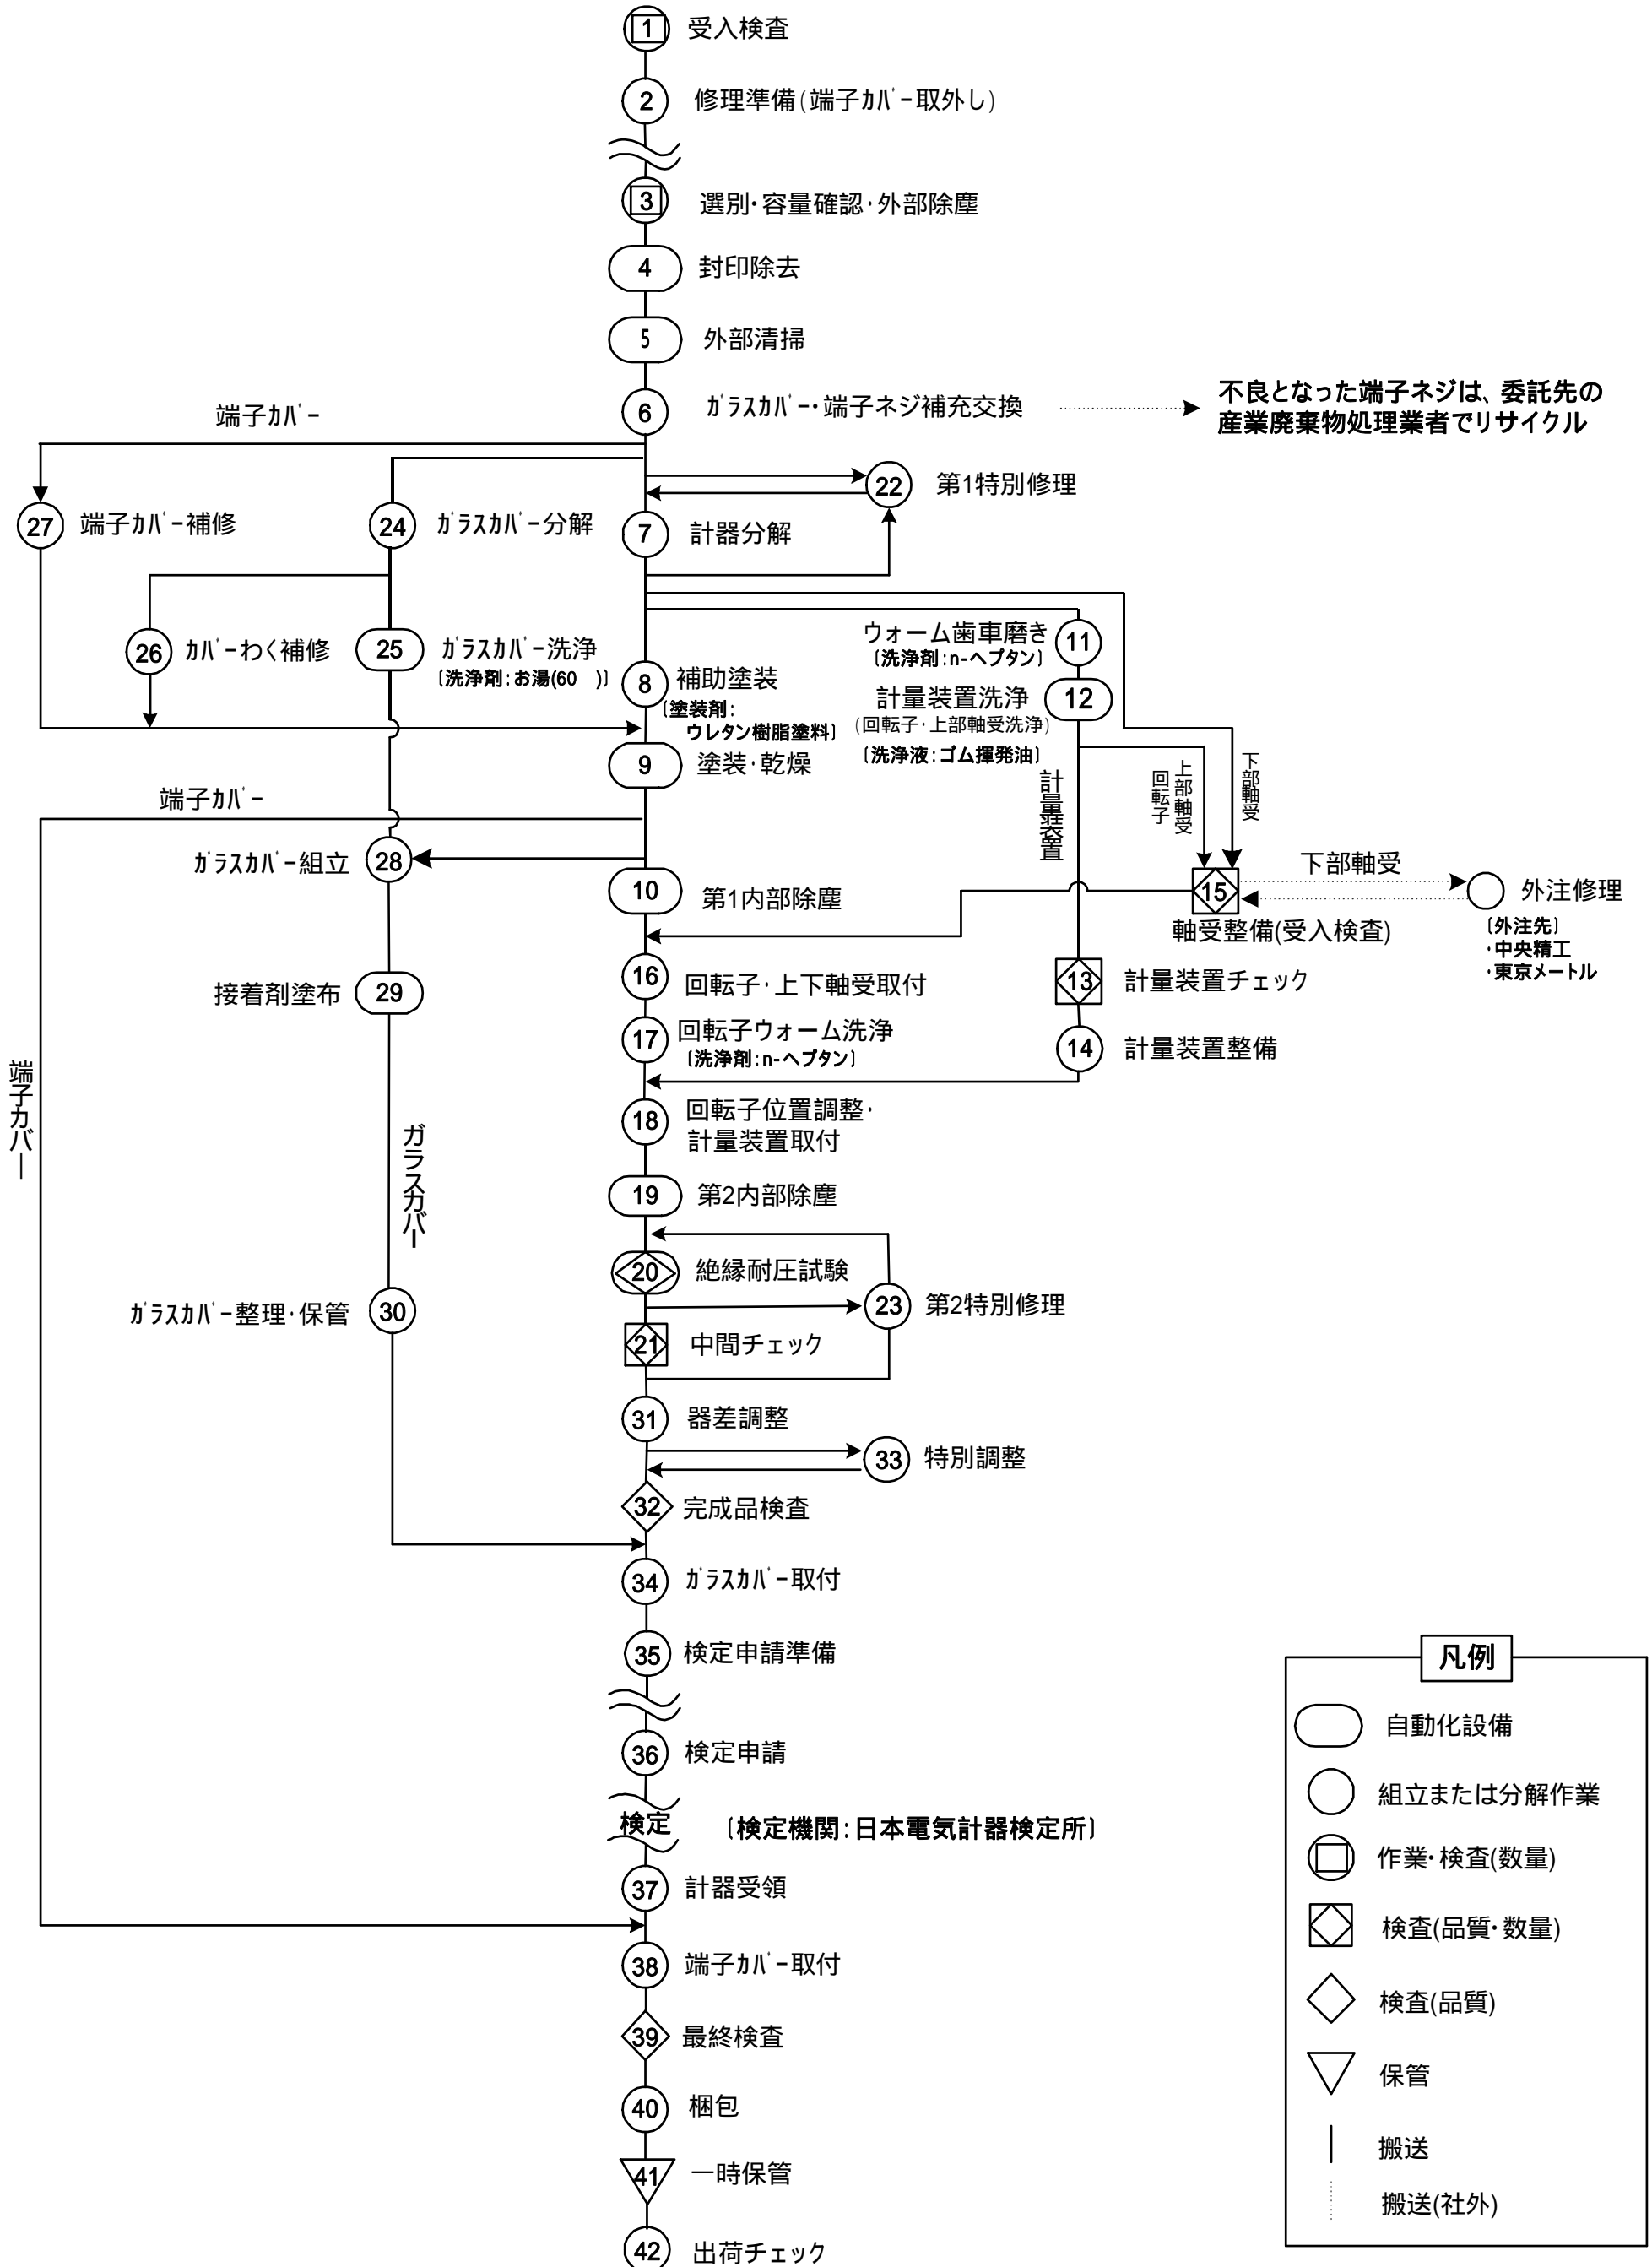 1 受入検査
2 修理準備(端子ｶﾊﾞｰ取外し)
3 選別・容量確認・外部除塵
4 封印除去
5 外部清掃
6 ｶﾞﾗｽｶﾊﾞｰ・端子ネジ補充交換
不良となった端子ネジは、委託先の
産業廃棄物処理業者でリサイクル
端子ｶﾊﾞｰ
22 第1特別修理
27 端子ｶﾊﾞｰ補修
24 ｶﾞﾗｽｶﾊﾞｰ分解
7 計器分解
26 ｶﾊﾞｰわく補修
25 ｶﾞﾗｽｶﾊﾞｰ洗浄
〔洗浄剤：お湯(60　)〕
8 補助塗装
〔塗装剤：
ウレタン樹脂塗料〕
ウォーム歯車磨き 11
〔洗浄剤：n-ヘプタン〕
計量装置洗浄 12
(回転子・上部軸受洗浄)
〔洗浄液：ゴム揮発油〕
9 塗装・乾燥
計量装置
上部軸受
回転子
下部軸受
端子ｶﾊﾞｰ
ｶﾞﾗｽｶﾊﾞｰ組立 28
10 第1内部除塵
15
軸受整備(受入検査)
下部軸受
外注修理
〔外注先〕
・中央精工
・東京メートル
接着剤塗布 29
16 回転子・上下軸受取付
13 計量装置チェック
17 回転子ウォーム洗浄
〔洗浄剤：n-ヘプタン〕
14 計量装置整備
端子カバー
ガラスカバー
18 回転子位置調整・
計量装置取付
19 第2内部除塵
20 絶縁耐圧試験
ｶﾞﾗｽｶﾊﾞｰ整理・保管 30
23 第2特別修理
21 中間チェック
31 器差調整
33 特別調整
32 完成品検査
34 ｶﾞﾗｽｶﾊﾞｰ取付
35 検定申請準備
36 検定申請
検定 〔検定機関：日本電気計器検定所〕
37 計器受領
38 端子ｶﾊﾞｰ取付
39 最終検査
40 梱包
41 一時保管
42 出荷チェック
凡例
自動化設備
組立または分解作業
作業・検査(数量)
検査(品質・数量)
検査(品質)
保管
搬送
搬送(社外)